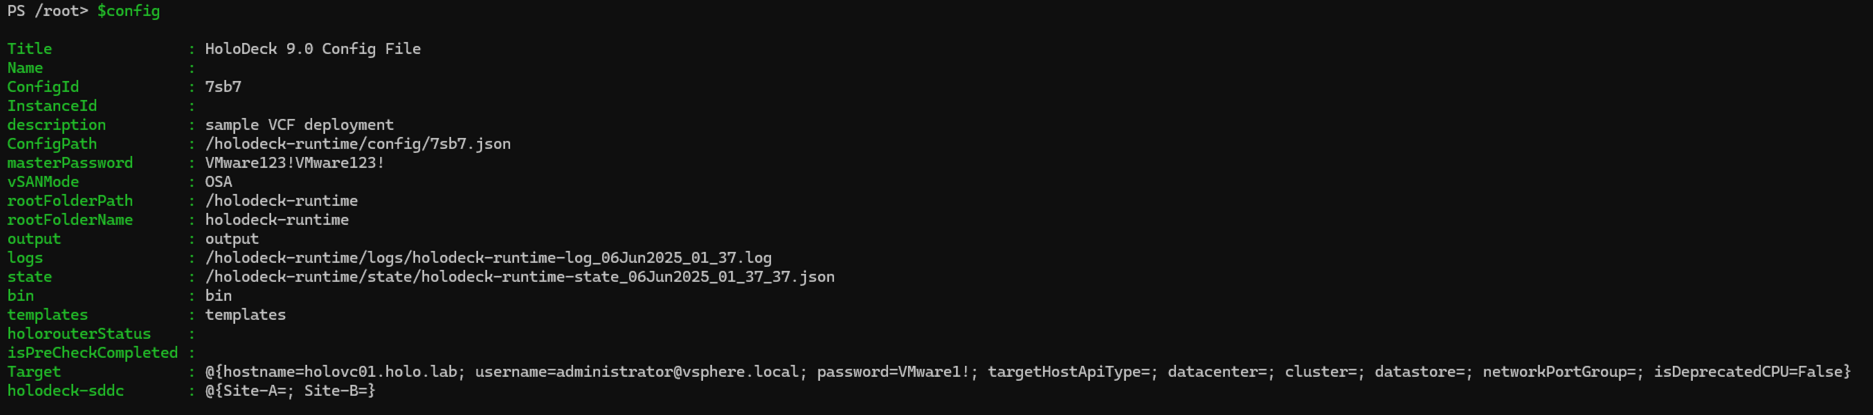 PS /root> $config
Title : HoloDeck 9.0 Config File
Name :
ConfigId : 7sb7
InstanceId :
description : sample VCF deployment
ConfigPath : /holodeck-runtime/config/7sb7.json
masterPassword : VMware123!VMware123!
vSANMode : OSA
rootFolderPath : /holodeck-runtime
rootFolderName : holodeck-runtime
output : output
logs : /holodeck-runtime/logs/holodeck-runtime-log_06Jun2025_01_37.log
state : /holodeck-runtime/state/holodeck-runtime-state_06Jun2025_01_37_37.json
bin : bin
templates : templates
holorouterStatus :
isPreCheckCompleted :
Target : @{hostname=holovc01.holo.lab; username=administrator@vsphere.local; password=VMware1!; targetHostApiType=; datacenter=; cluster=; datastore=; networkPortGroup=; isDeprecatedCPU=False}
holodeck-sddc : @{Site-A=; Site-B=}